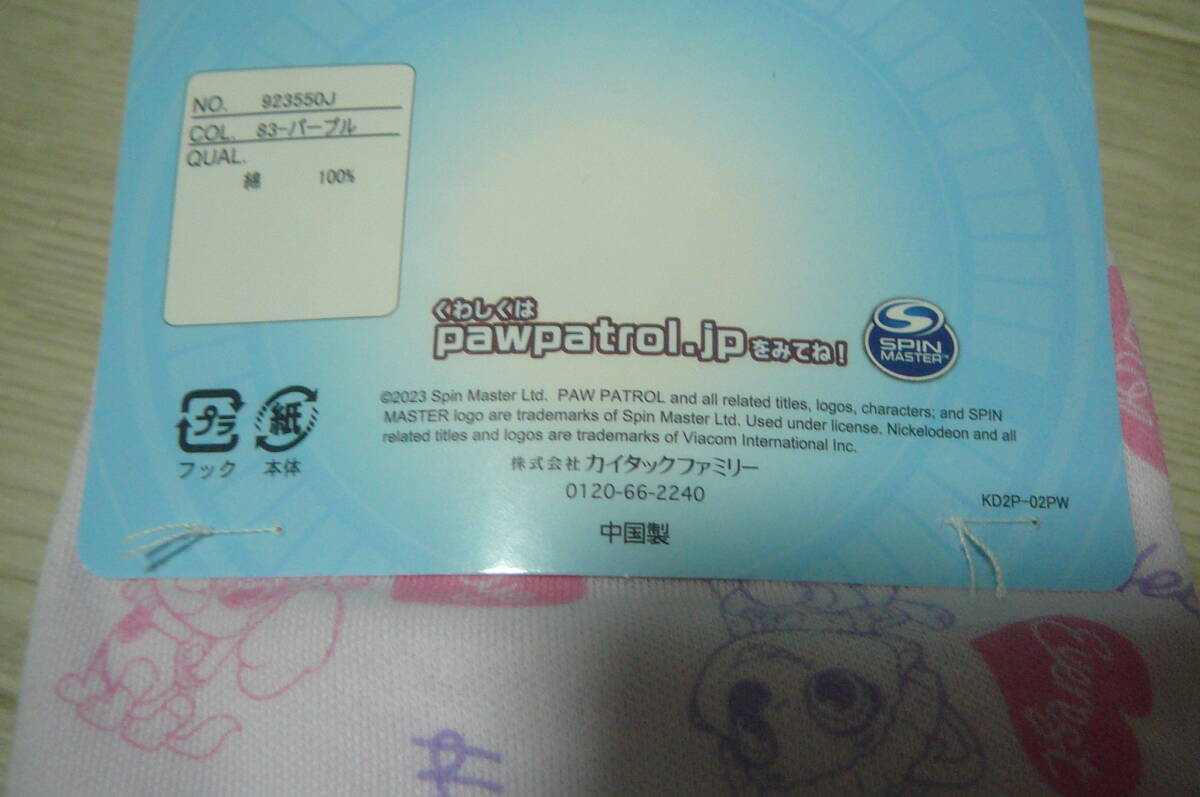 NO. 923550J
COL. 83-パープル
QUAL.
綿 100%
くわしくは
pawpatrol.jpをみてね!
SPIN
MASTER™
プラ
フック
紙
本体
©2023 Spin Master Ltd. PAW PATROL and all related titles, logos, characters; and SPIN
MASTER logo are trademarks of Spin Master Ltd. Used under license. Nickelodeon and all
related titles and logos are trademarks of Viacom International Inc.
株式会社 カイタックファミリー
0120-66-2240
KD2P-02PW
中国製